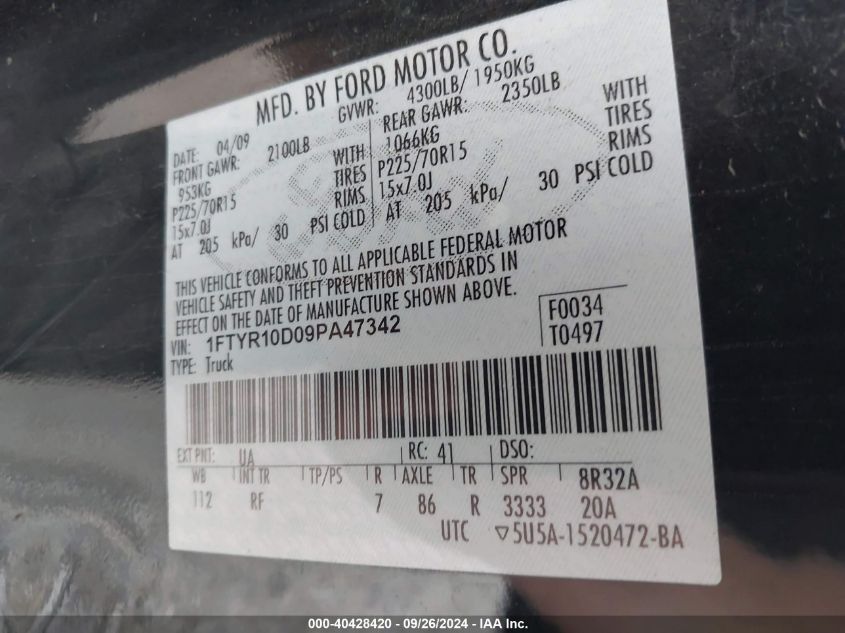 MFD. BY FORD MOTOR CO.
DATE: 04/09 GVWR: 4300LB/ 1950KG
FRONT GAWR: 2100LB REAR GAWR: 2350LB
953KG WITH 1066KG WITH
P225/70R15 TIRES P225/70R15 TIRES
15x7.0J RIMS 15x7.0J RIMS
AT 205 kPa/ 30 PSI COLD AT 205 kPa/ 30 PSI COLD
THIS VEHICLE CONFORMS TO ALL APPLICABLE FEDERAL MOTOR
VEHICLE SAFETY AND THEFT PREVENTION STANDARDS IN
EFFECT ON THE DATE OF MANUFACTURE SHOWN ABOVE.
VIN: 1FTYR10D09PA47342 F0034
TYPE: Truck T0497
EXT PNT: UA RC: 41 DSO:
WB INT TR TP/PS R AXLE TR SPR 8R32A
112 RF 7 86 R 3333 20A
UTC ▽5U5A-1520472-BA
000-40428420 - 09/26/2024 - IAA Inc.